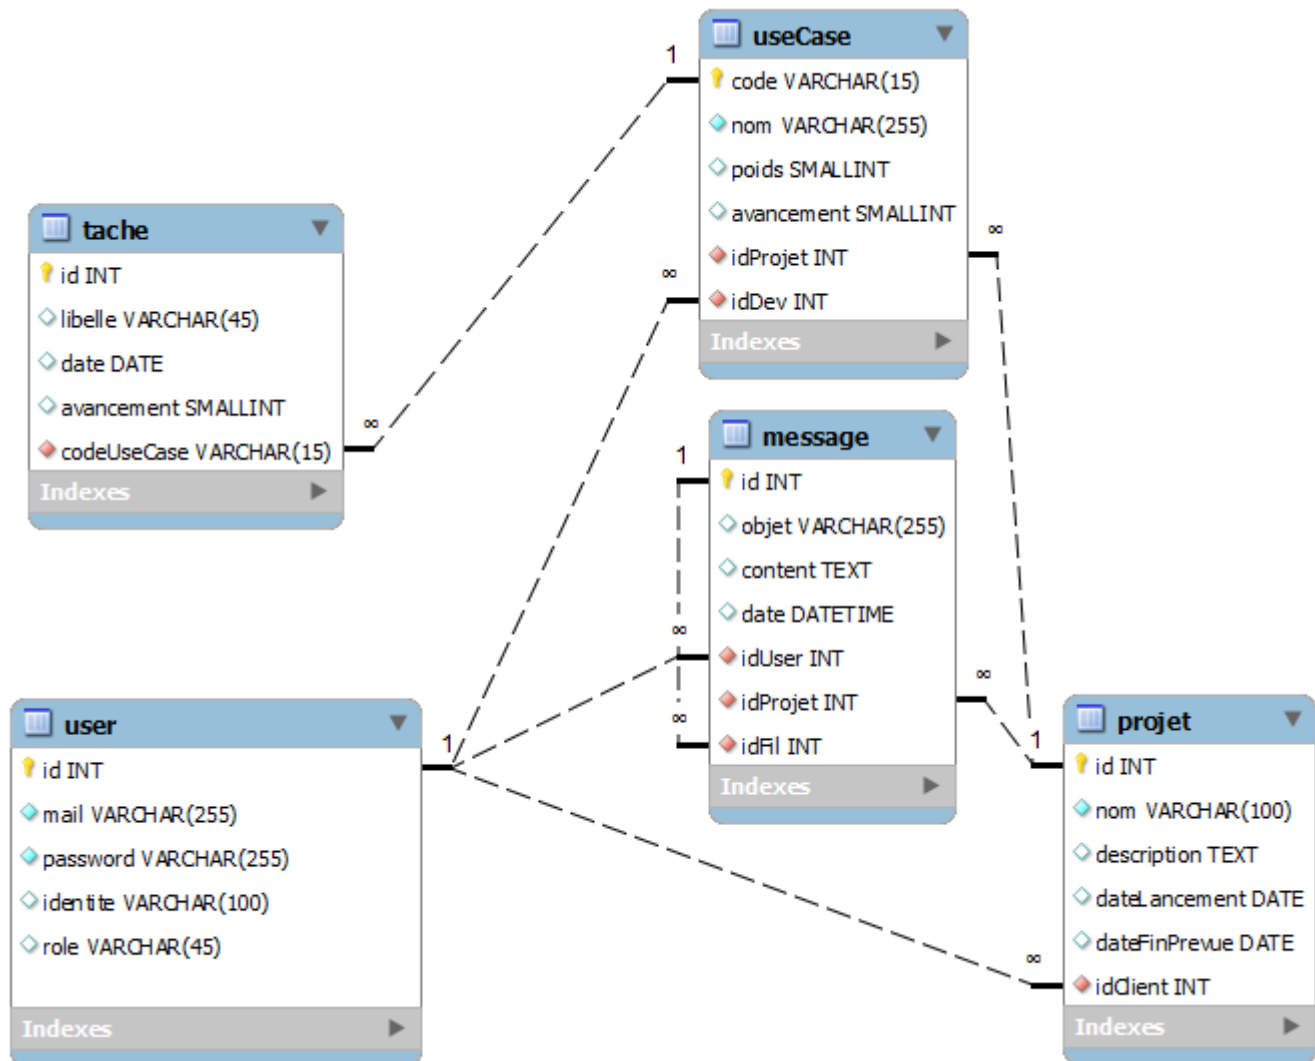 useCase
code VARCHAR(15)
nom VARCHAR(255)
poids SMALLINT
avancement SMALLINT
idProjet INT
idDev INT
Indexes
1
∞
∞
tache
id INT
libelle VARCHAR(45)
date DATE
avancement SMALLINT
codeUseCase VARCHAR(15)
Indexes
∞
message
id INT
objet VARCHAR(255)
content TEXT
date DATETIME
idUser INT
idProjet INT
idFil INT
Indexes
1
∞
∞
∞
user
id INT
mail VARCHAR(255)
password VARCHAR(255)
identite VARCHAR(100)
role VARCHAR(45)
Indexes
1
projet
id INT
nom VARCHAR(100)
description TEXT
dateLancement DATE
dateFinPrevue DATE
idClient INT
Indexes
1
∞